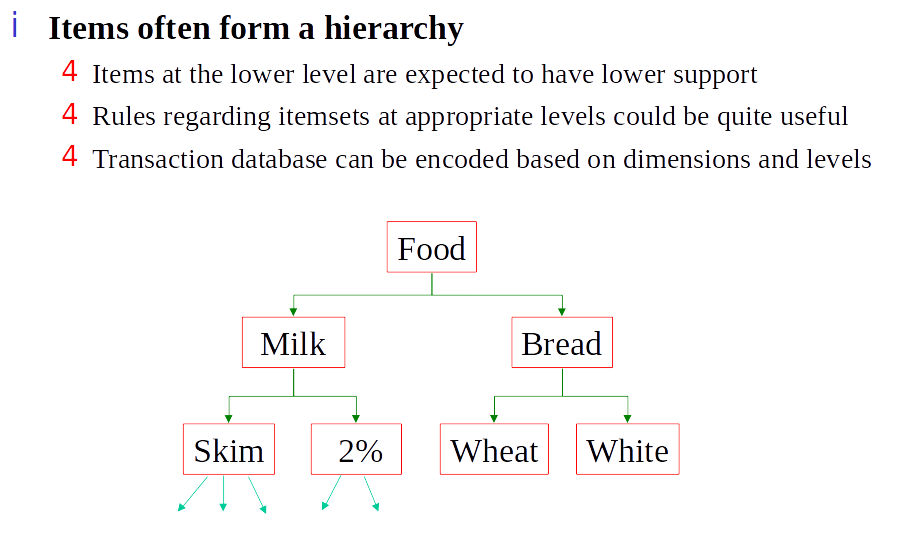 i Items often form a hierarchy
4 Items at the lower level are expected to have lower support
4 Rules regarding itemsets at appropriate levels could be quite useful
4 Transaction database can be encoded based on dimensions and levels
Food
Milk Bread
Skim 2% Wheat White